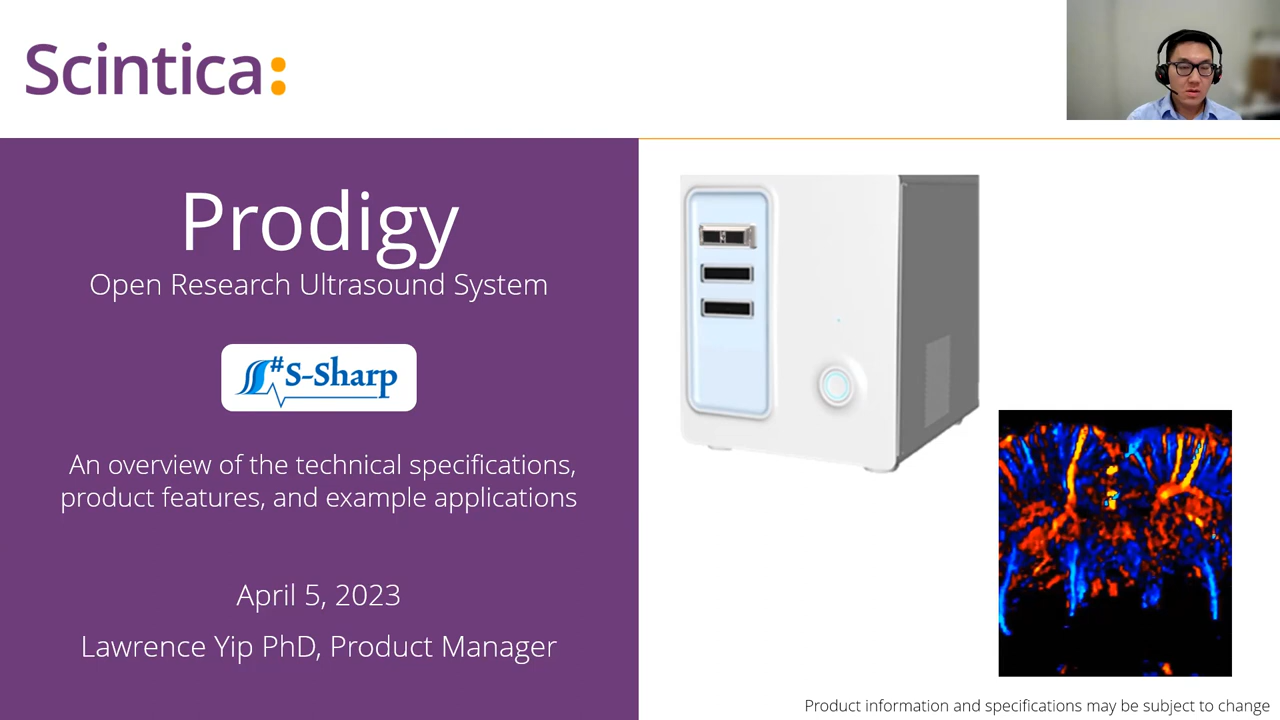 Scintica:
Prodigy
Open Research Ultrasound System
S-Sharp
An overview of the technical specifications,
product features, and example applications
April 5, 2023
Lawrence Yip PhD, Product Manager
Product information and specifications may be subject to change